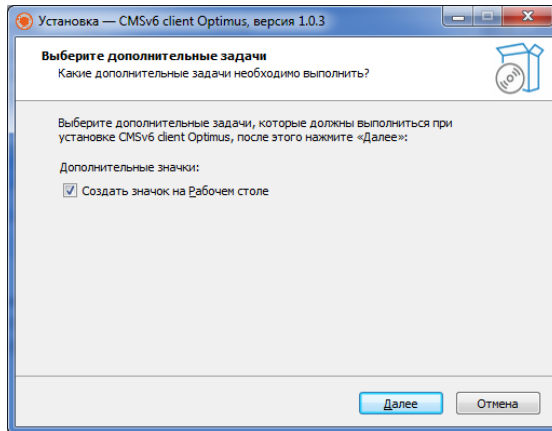 Установка — CMSv6 client Optimus, версия 1.0.3
Выберите дополнительные задачи
Какие дополнительные задачи необходимо выполнить?
Выберите дополнительные задачи, которые должны выполниться при
установке CMSv6 client Optimus, после этого нажмите «Далее»:
Дополнительные значки:
Создать значок на Рабочем столе
Далее
Отмена